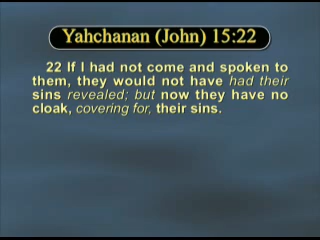 Yahchanan (John) 15:22
22 If I had not come and spoken to
them, they would not have had their
sins revealed; but now they have no
cloak, covering for, their sins.